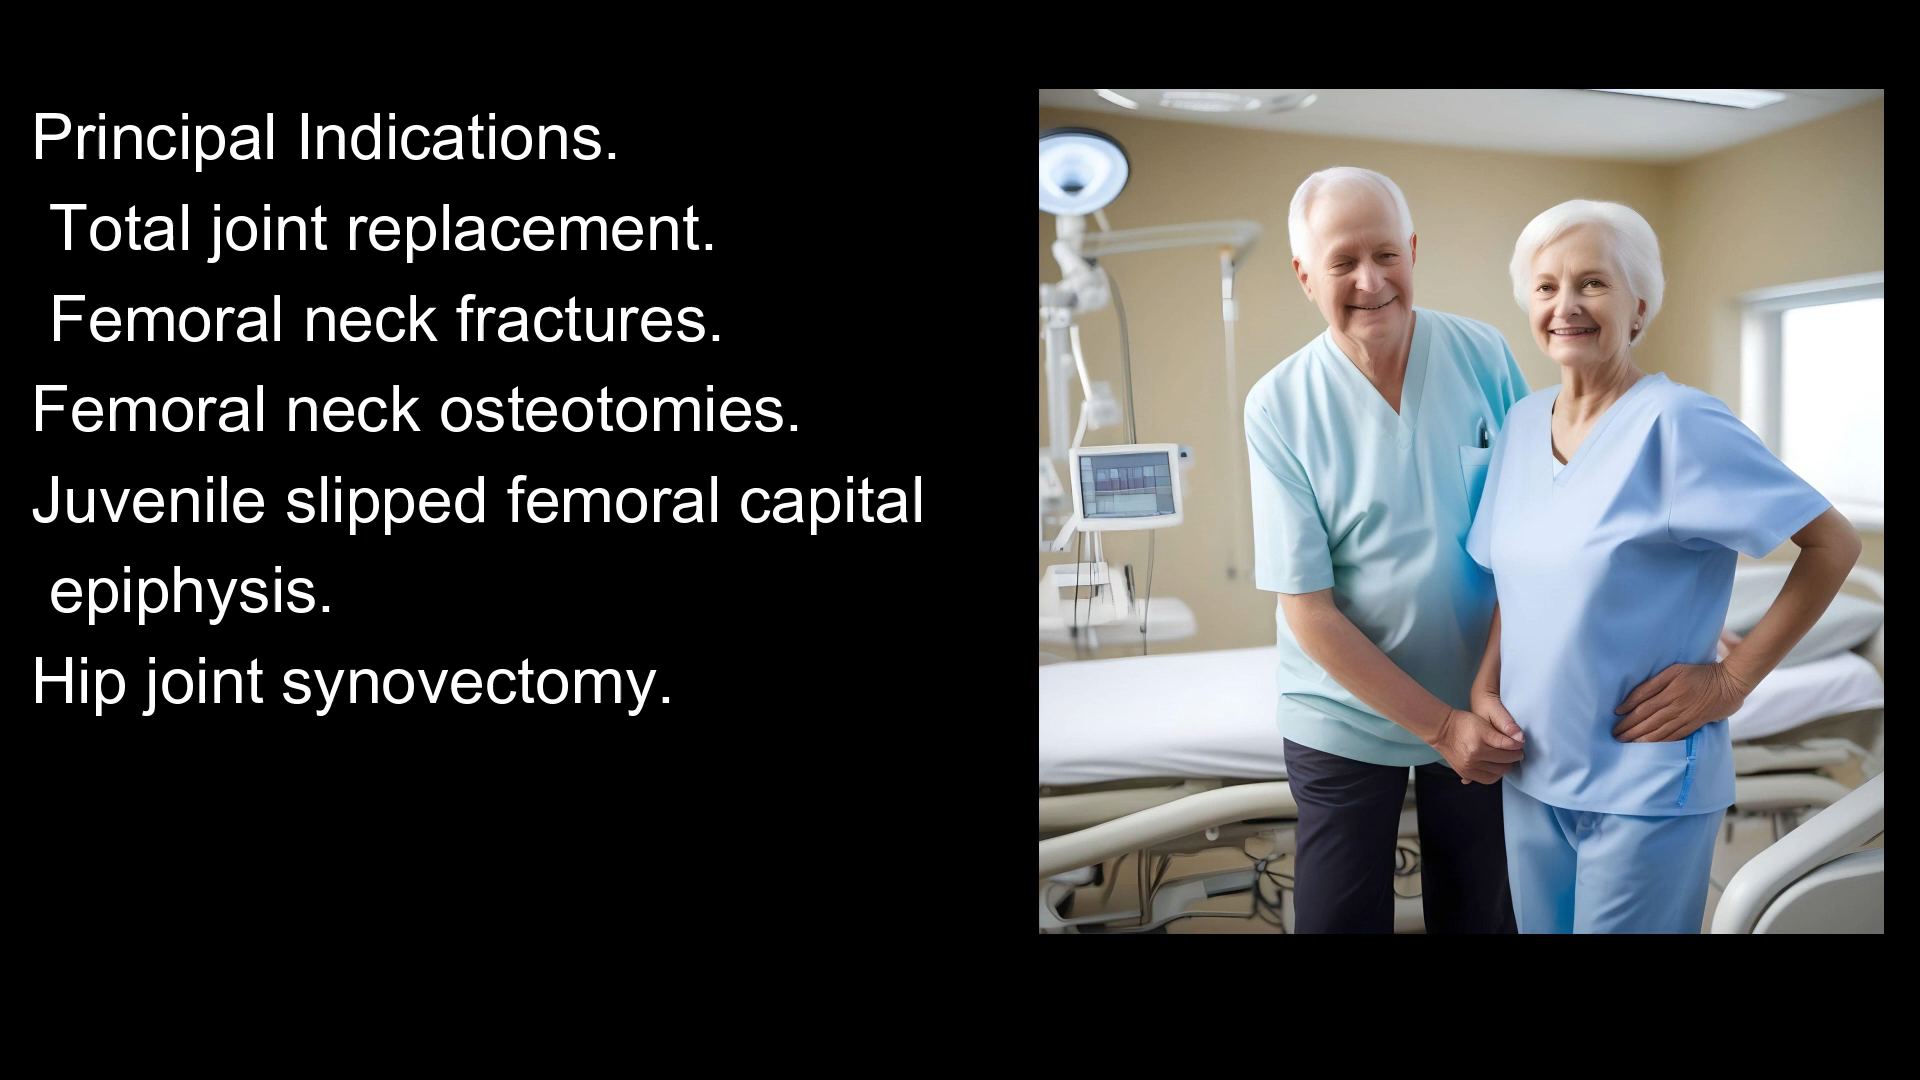 Principal Indications.
Total joint replacement.
Femoral neck fractures.
Femoral neck osteotomies.
Juvenile slipped femoral capital
epiphysis.
Hip joint synovectomy.